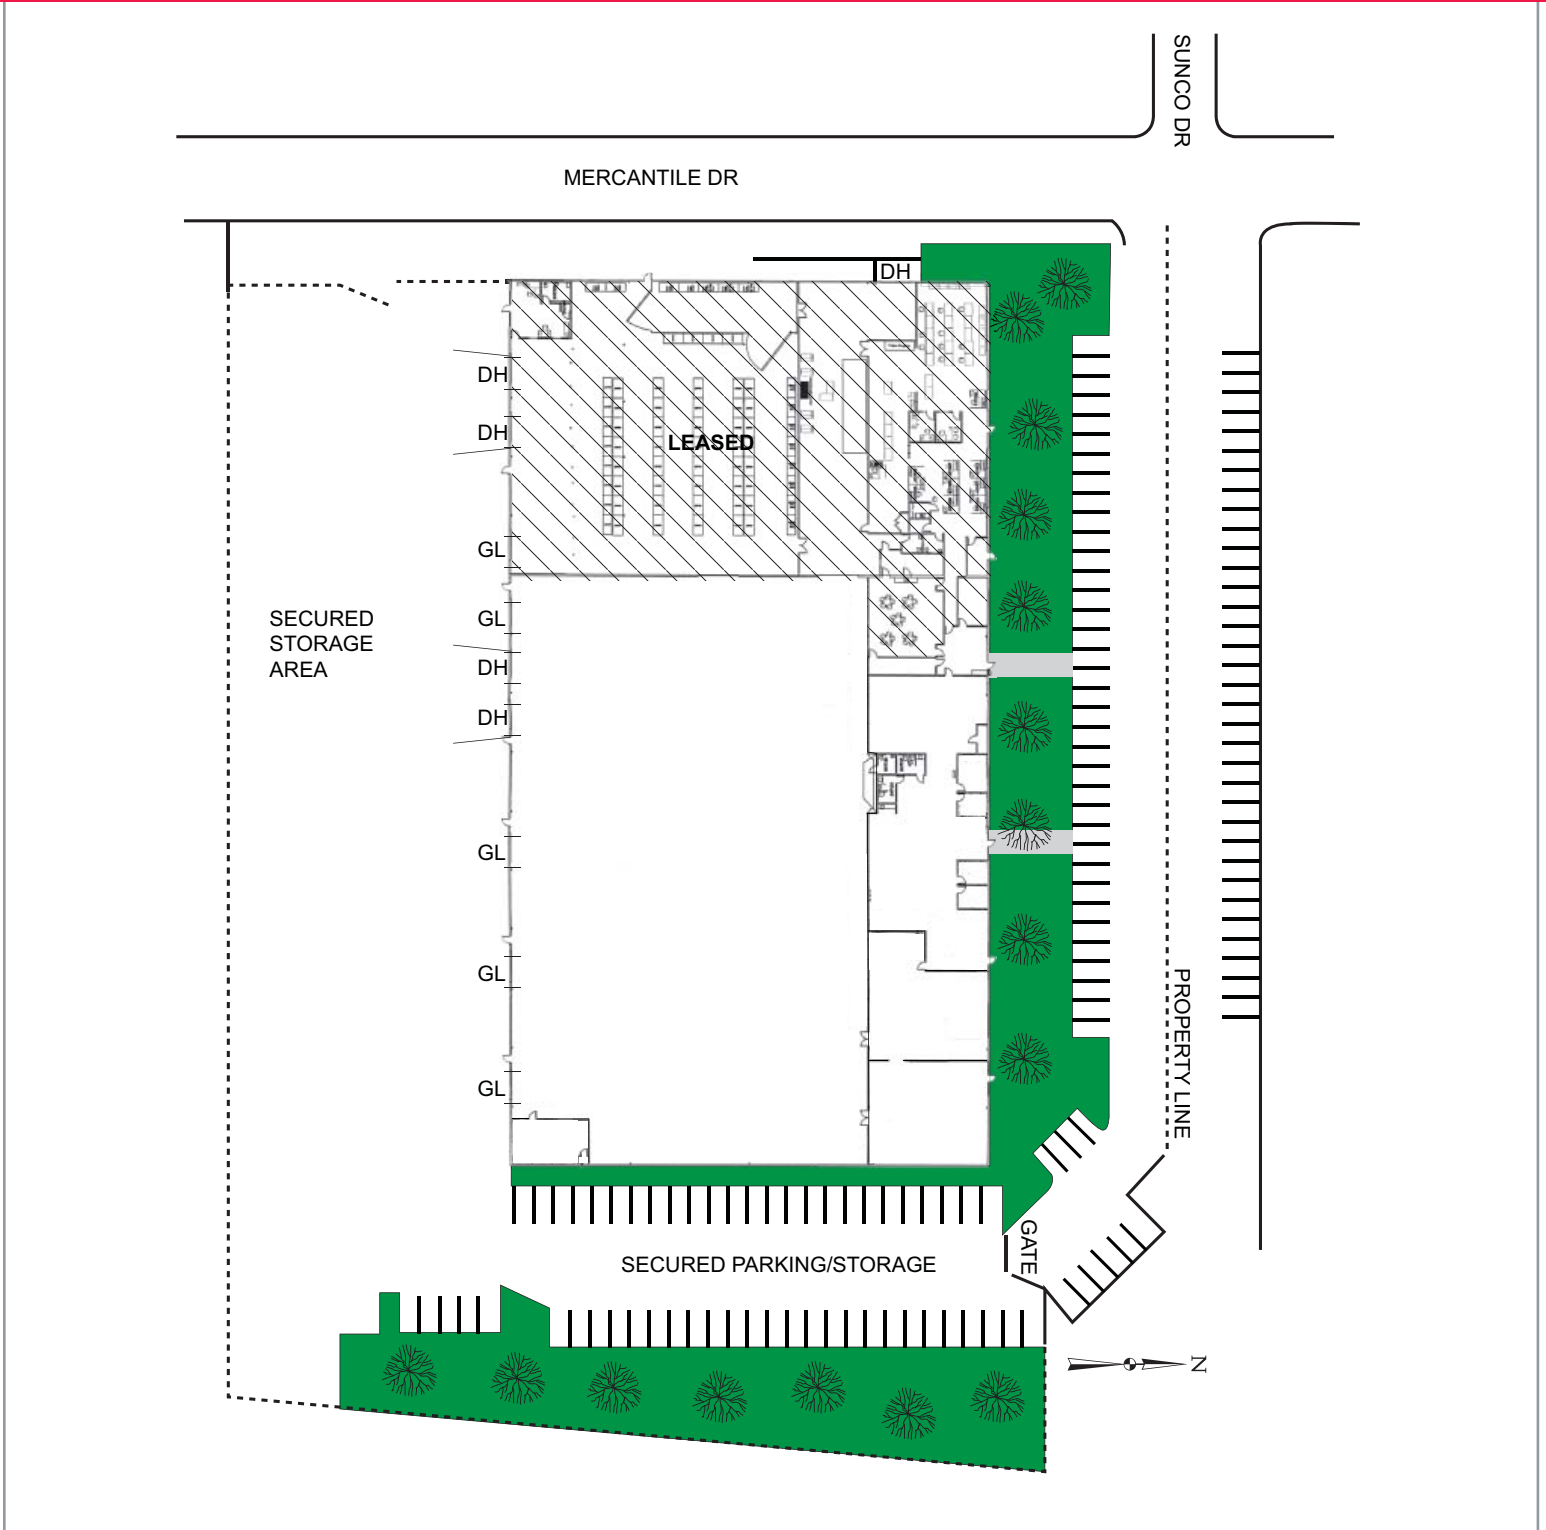 SUNCO DR
MERCANTILE DR
DH
DH
DH
LEASED
GL
GL
SECURED
STORAGE
AREA
DH
DH
GL
GL
PROPERTY LINE
GL
GATE
SECURED PARKING/STORAGE
N